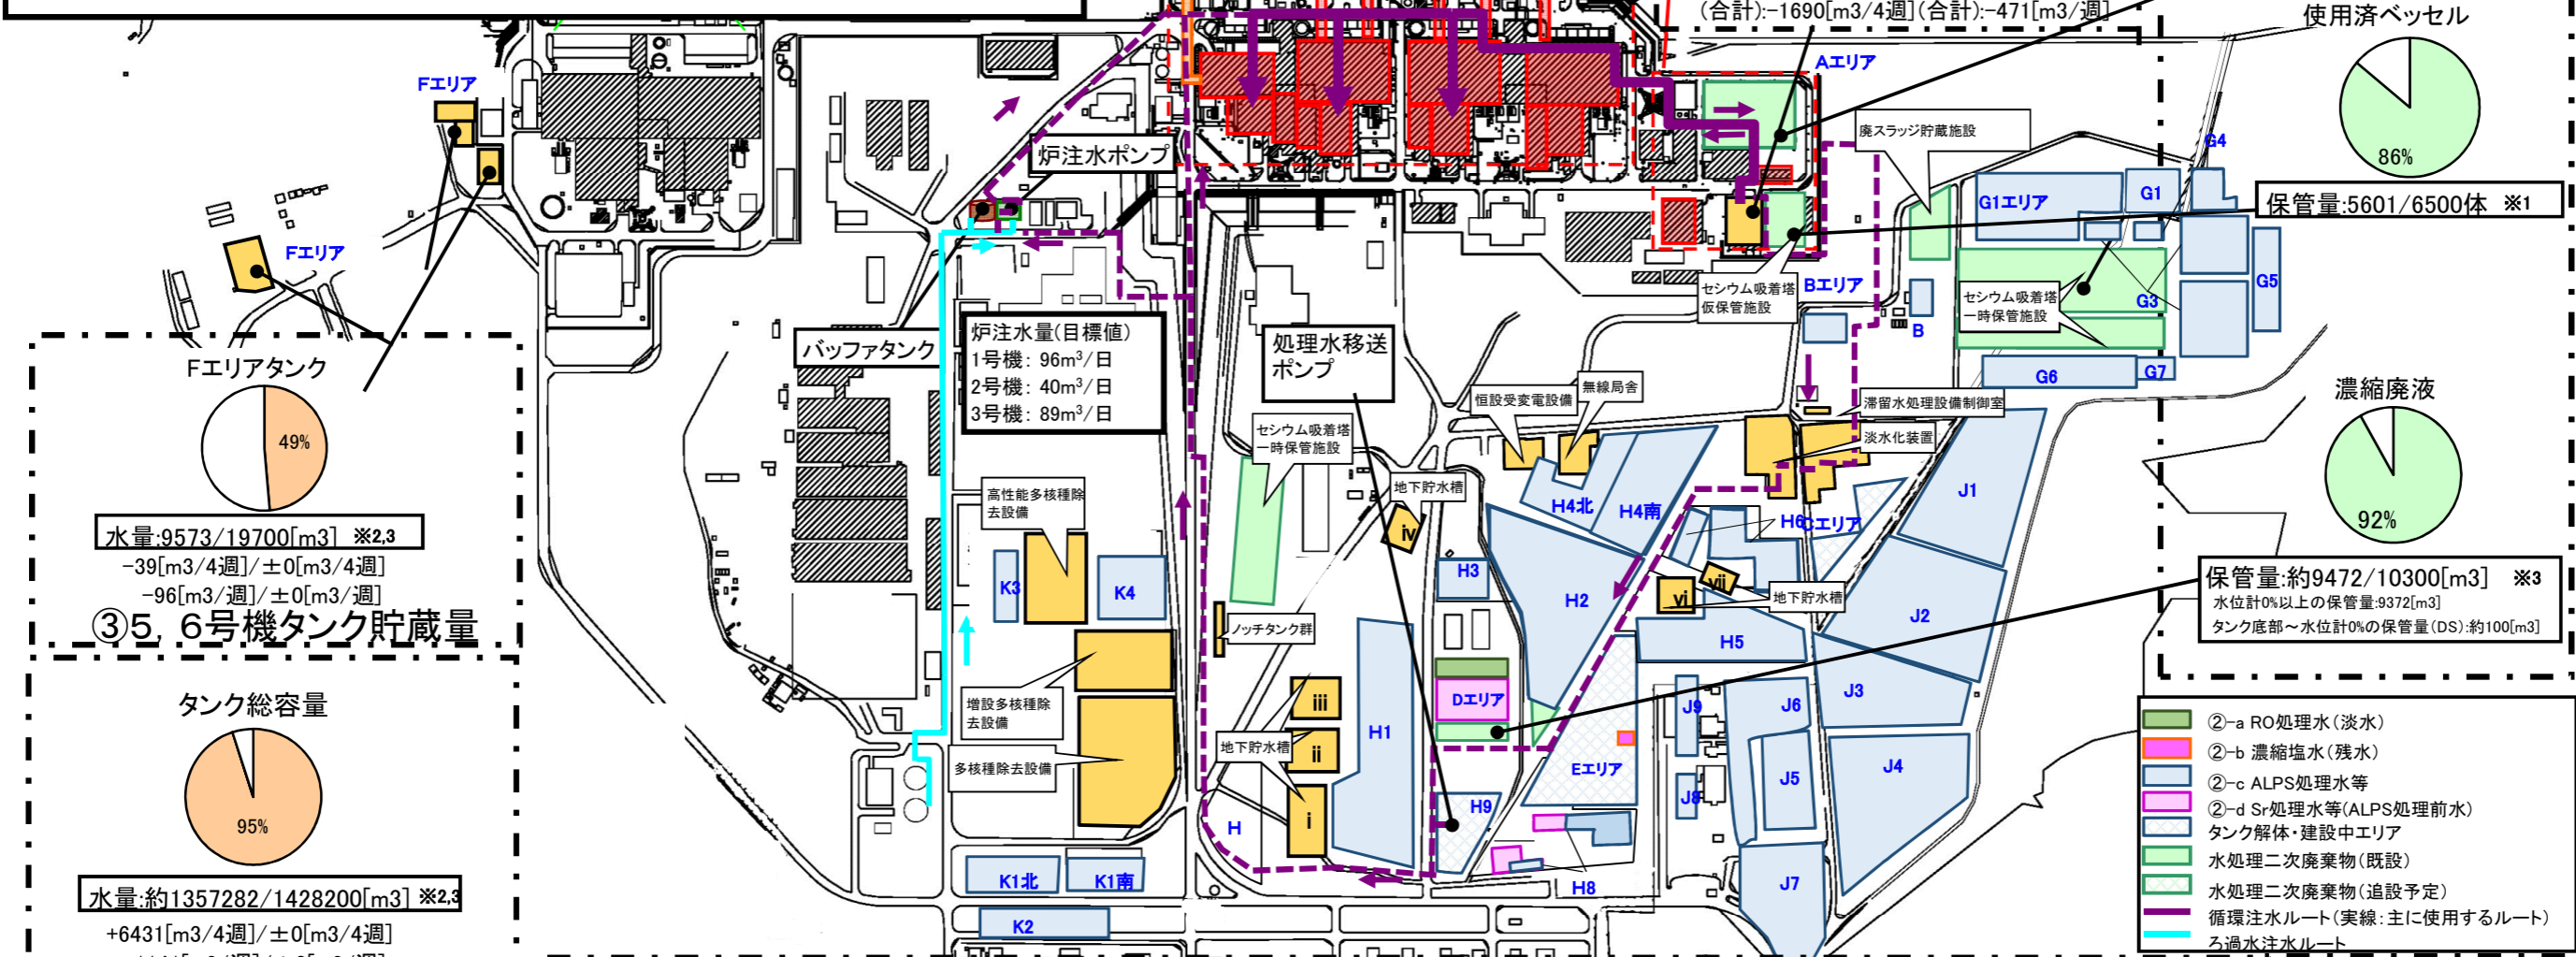 (合計):-1690[m3/4週](合計):-471[m3/週]
使用済ベッセル
86%
保管量:5601/6500体 ※1
Fエリア
Fエリア
Aエリア
廃スラッジ貯蔵施設
G4
G1エリア
G1
炉注水ポンプ
セシウム吸着塔
仮保管施設
Bエリア
B
セシウム吸着塔
一時保管施設
G3
G5
G6
G7
バッファタンク
炉注水量(目標値)
1号機: 96m³/日
2号機: 40m³/日
3号機: 89m³/日
処理水移送
ポンプ
恒設受変電設備
無線局舎
滞留水処理設備制御室
淡水化装置
Fエリアタンク
49%
水量:9573/19700[m3] ※2,3
-39[m3/4週]/±0[m3/4週]
-96[m3/週]/±0[m3/週]
③5, 6号機タンク貯蔵量
タンク総容量
95%
水量:約1357282/1428200[m3] ※2,3
+6431[m3/4週]/±0[m3/4週]
濃縮廃液
92%
保管量:約9472/10300[m3] ※3
水位計0%以上の保管量:9372[m3]
タンク底部～水位計0%の保管量(DS):約100[m3]
セシウム吸着塔
一時保管施設
高性能多核種除
去設備
地下貯水槽
iv
H4北
H4南
H6
Cエリア
J1
K3
K4
H3
H2
vi
vii
地下貯水槽
J2
ノッチタンク群
H5
増設多核種除
去設備
iii
地下貯水槽
ii
i
H1
Dエリア
J9
J6
J3
多核種除去設備
Eエリア
J5
J4
J8
H
H9
K1北
K1南
H8
J7
K2
②-a RO処理水(淡水)
②-b 濃縮塩水(残水)
②-c ALPS処理水等
②-d Sr処理水等(ALPS処理前水)
タンク解体・建設中エリア
水処理二次廃棄物(既設)
水処理二次廃棄物(追設予定)
循環注水ルート(実線:主に使用するルート)
ろ過水注水ルート